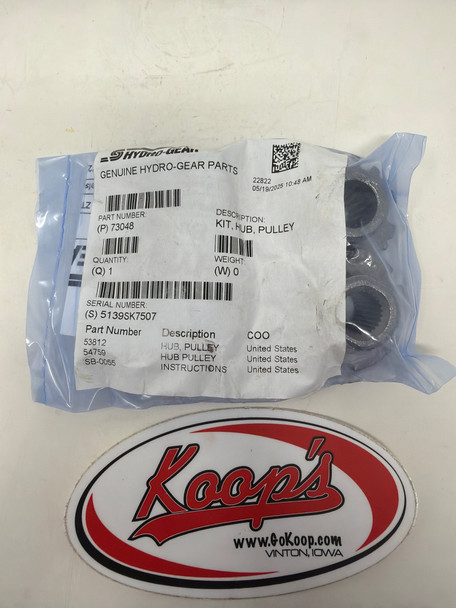 HYDRO-GEAR
GENUINE HYDRO-GEAR PARTS
22822
05/19/2025 10:48 AM
PART NUMBER:
(P) 73048
DESCRIPTION:
KIT, HUB, PULLEY
QUANTITY:
(Q) 1
WEIGHT:
(W) 0
SERIAL NUMBER:
(S) 5139SK7507
Part Number Description COO
53812 HUB, PULLEY United States
54759 HUB PULLEY United States
SB-0055 INSTRUCTIONS United States
Koop's
www.GoKoop.com
VINTON, IOWA